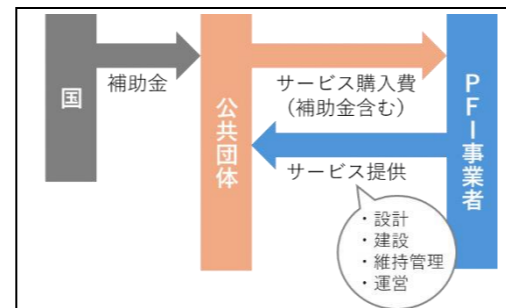 国
補助金
公共団体
サービス購入費
（補助金含む）
サービス提供
・設計
・建設
・維持管理
・運営
PFI事業者